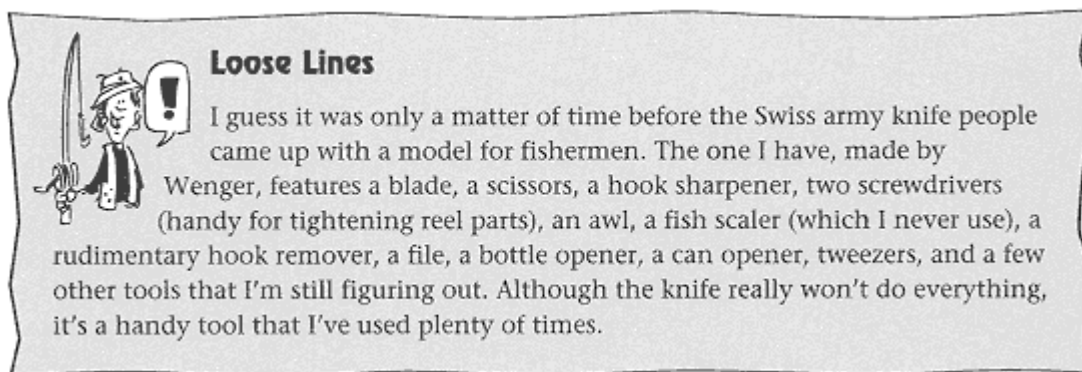 Loose Lines
!
I guess it was only a matter of time before the Swiss army knife people
came up with a model for fishermen. The one I have, made by
Wenger, features a blade, a scissors, a hook sharpener, two screwdrivers
(handy for tightening reel parts), an awl, a fish scaler (which I never use), a
rudimentary hook remover, a file, a bottle opener, a can opener, tweezers, and a few
other tools that I'm still figuring out. Although the knife really won't do everything,
it's a handy tool that I've used plenty of times.